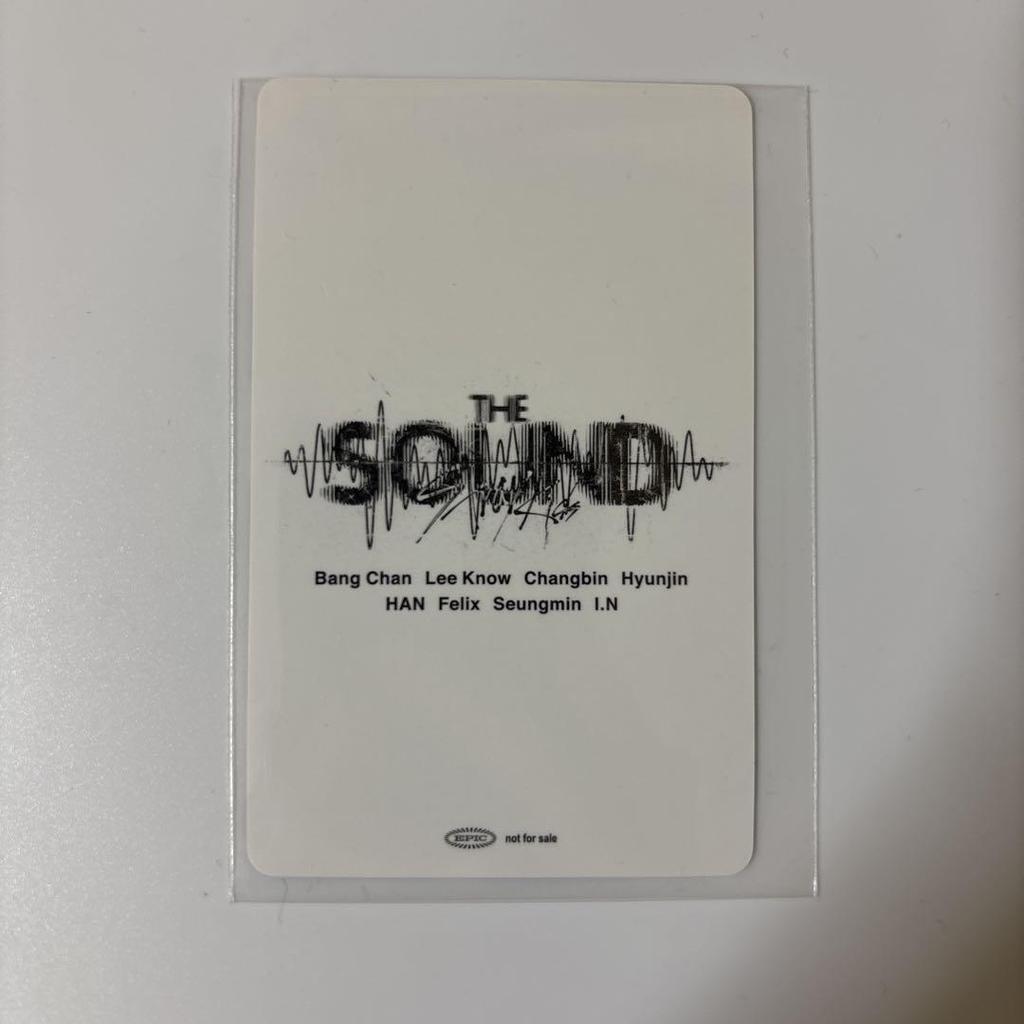 THE
SOUND
Stray Kids
Bang Chan Lee Know Changbin Hyunjin
HAN Felix Seungmin I.N
EPIC not for sale